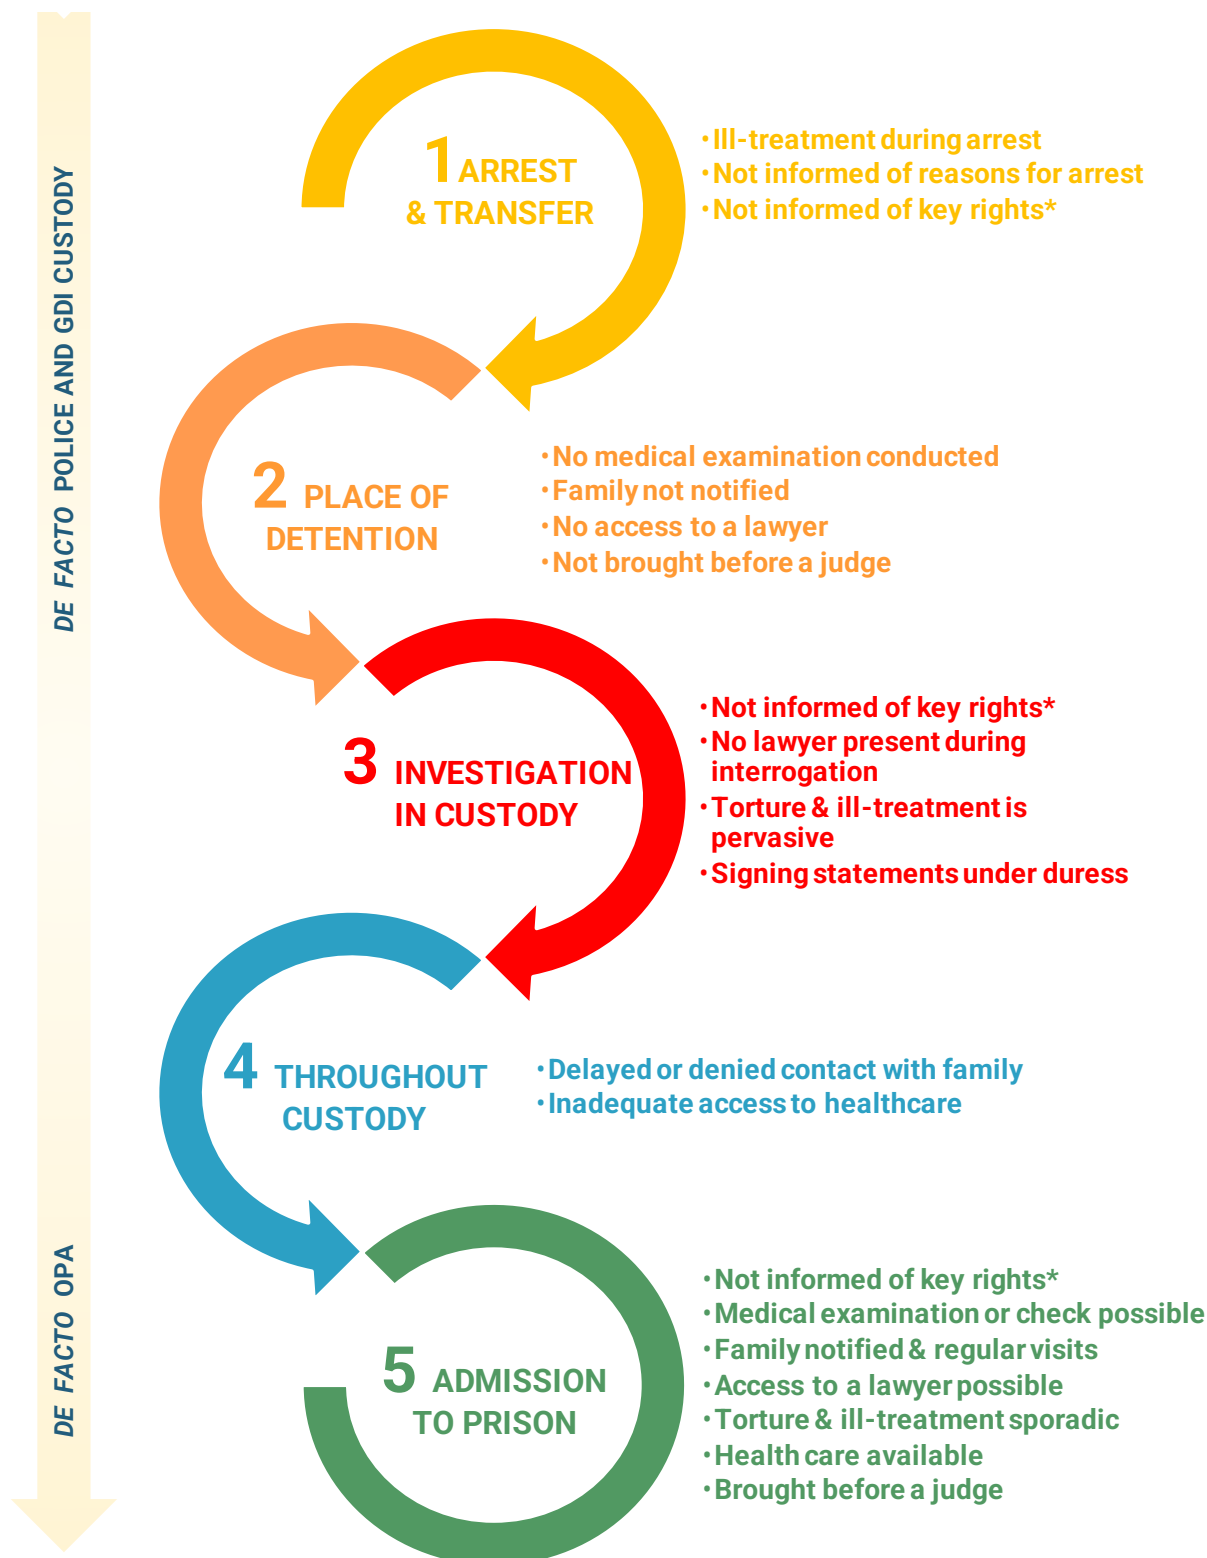 DE FACTO POLICE AND GDI CUSTODY
1 ARREST
& TRANSFER
·Ill-treatment during arrest
·Not informed of reasons for arrest
·Not informed of key rights*
2 PLACE OF
DETENTION
·No medical examination conducted
·Family not notified
·No access to a lawyer
·Not brought before a judge
3 INVESTIGATION
IN CUSTODY
·Not informed of key rights*
·No lawyer present during
interrogation
·Torture & ill-treatment is
pervasive
·Signing statements under duress
4 THROUGHOUT
CUSTODY
·Delayed or denied contact with family
·Inadequate access to healthcare
DE FACTO OPA
5 ADMISSION
TO PRISON
·Not informed of key rights*
·Medical examination or check possible
·Family notified & regular visits
·Access to a lawyer possible
·Torture & ill-treatment sporadic
·Health care available
·Brought before a judge